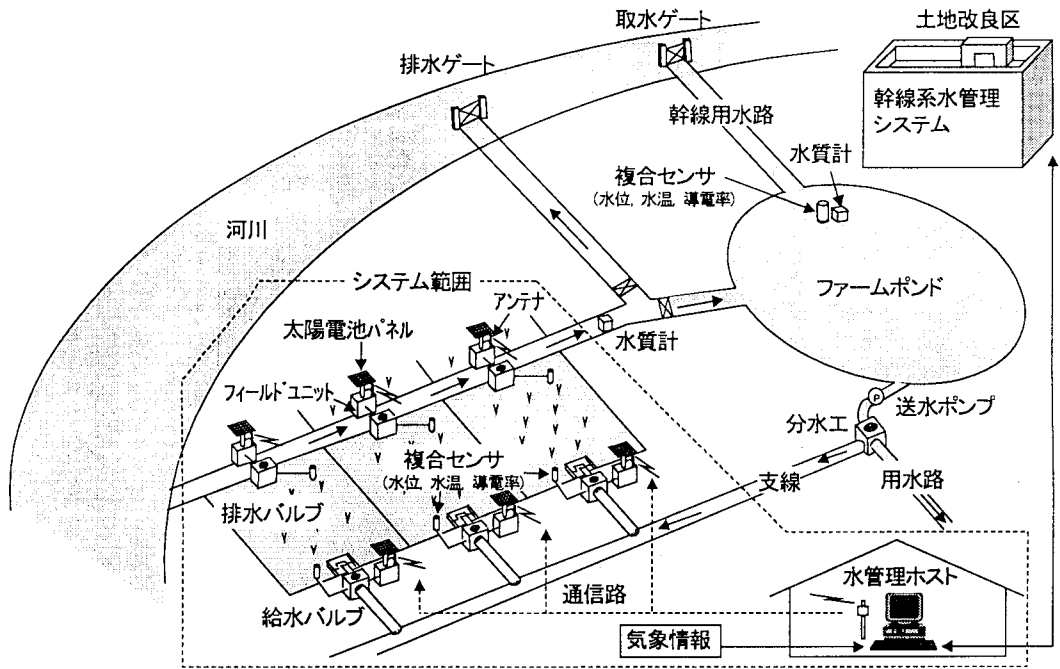 取水ゲート
土地改良区
排水ゲート
幹線系水管理
システム
幹線用水路
水質計
複合センサ
(水位, 水温, 導電率)
河川
システム範囲
ファームポンド
アンテナ
太陽電池パネル
水質計
フィールドユニット
P
送水ポンプ
分水工
複合センサ
(水位, 水温, 導電率)
支線
用水路
排水バルブ
水管理ホスト
通信路
給水バルブ
気象情報